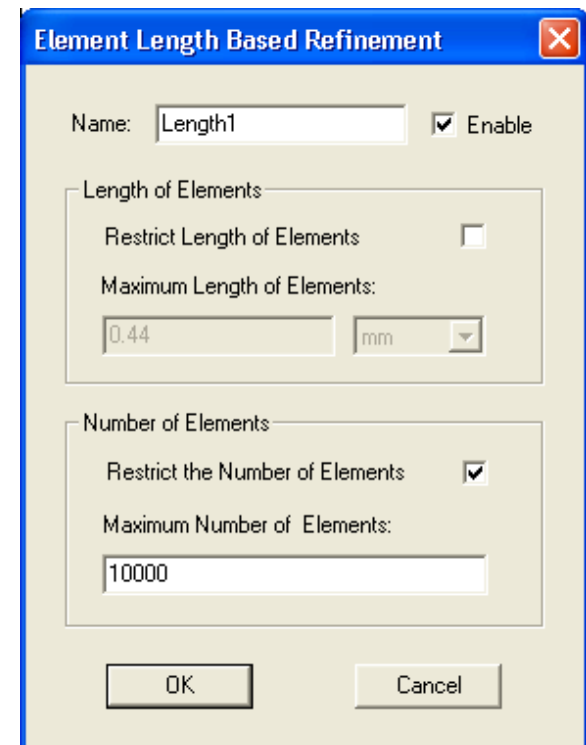 Element Length Based Refinement
Name: Length1 Enable
Length of Elements
Restrict Length of Elements
Maximum Length of Elements:
0.44 mm
Number of Elements
Restrict the Number of Elements
Maximum Number of Elements:
10000
OK Cancel